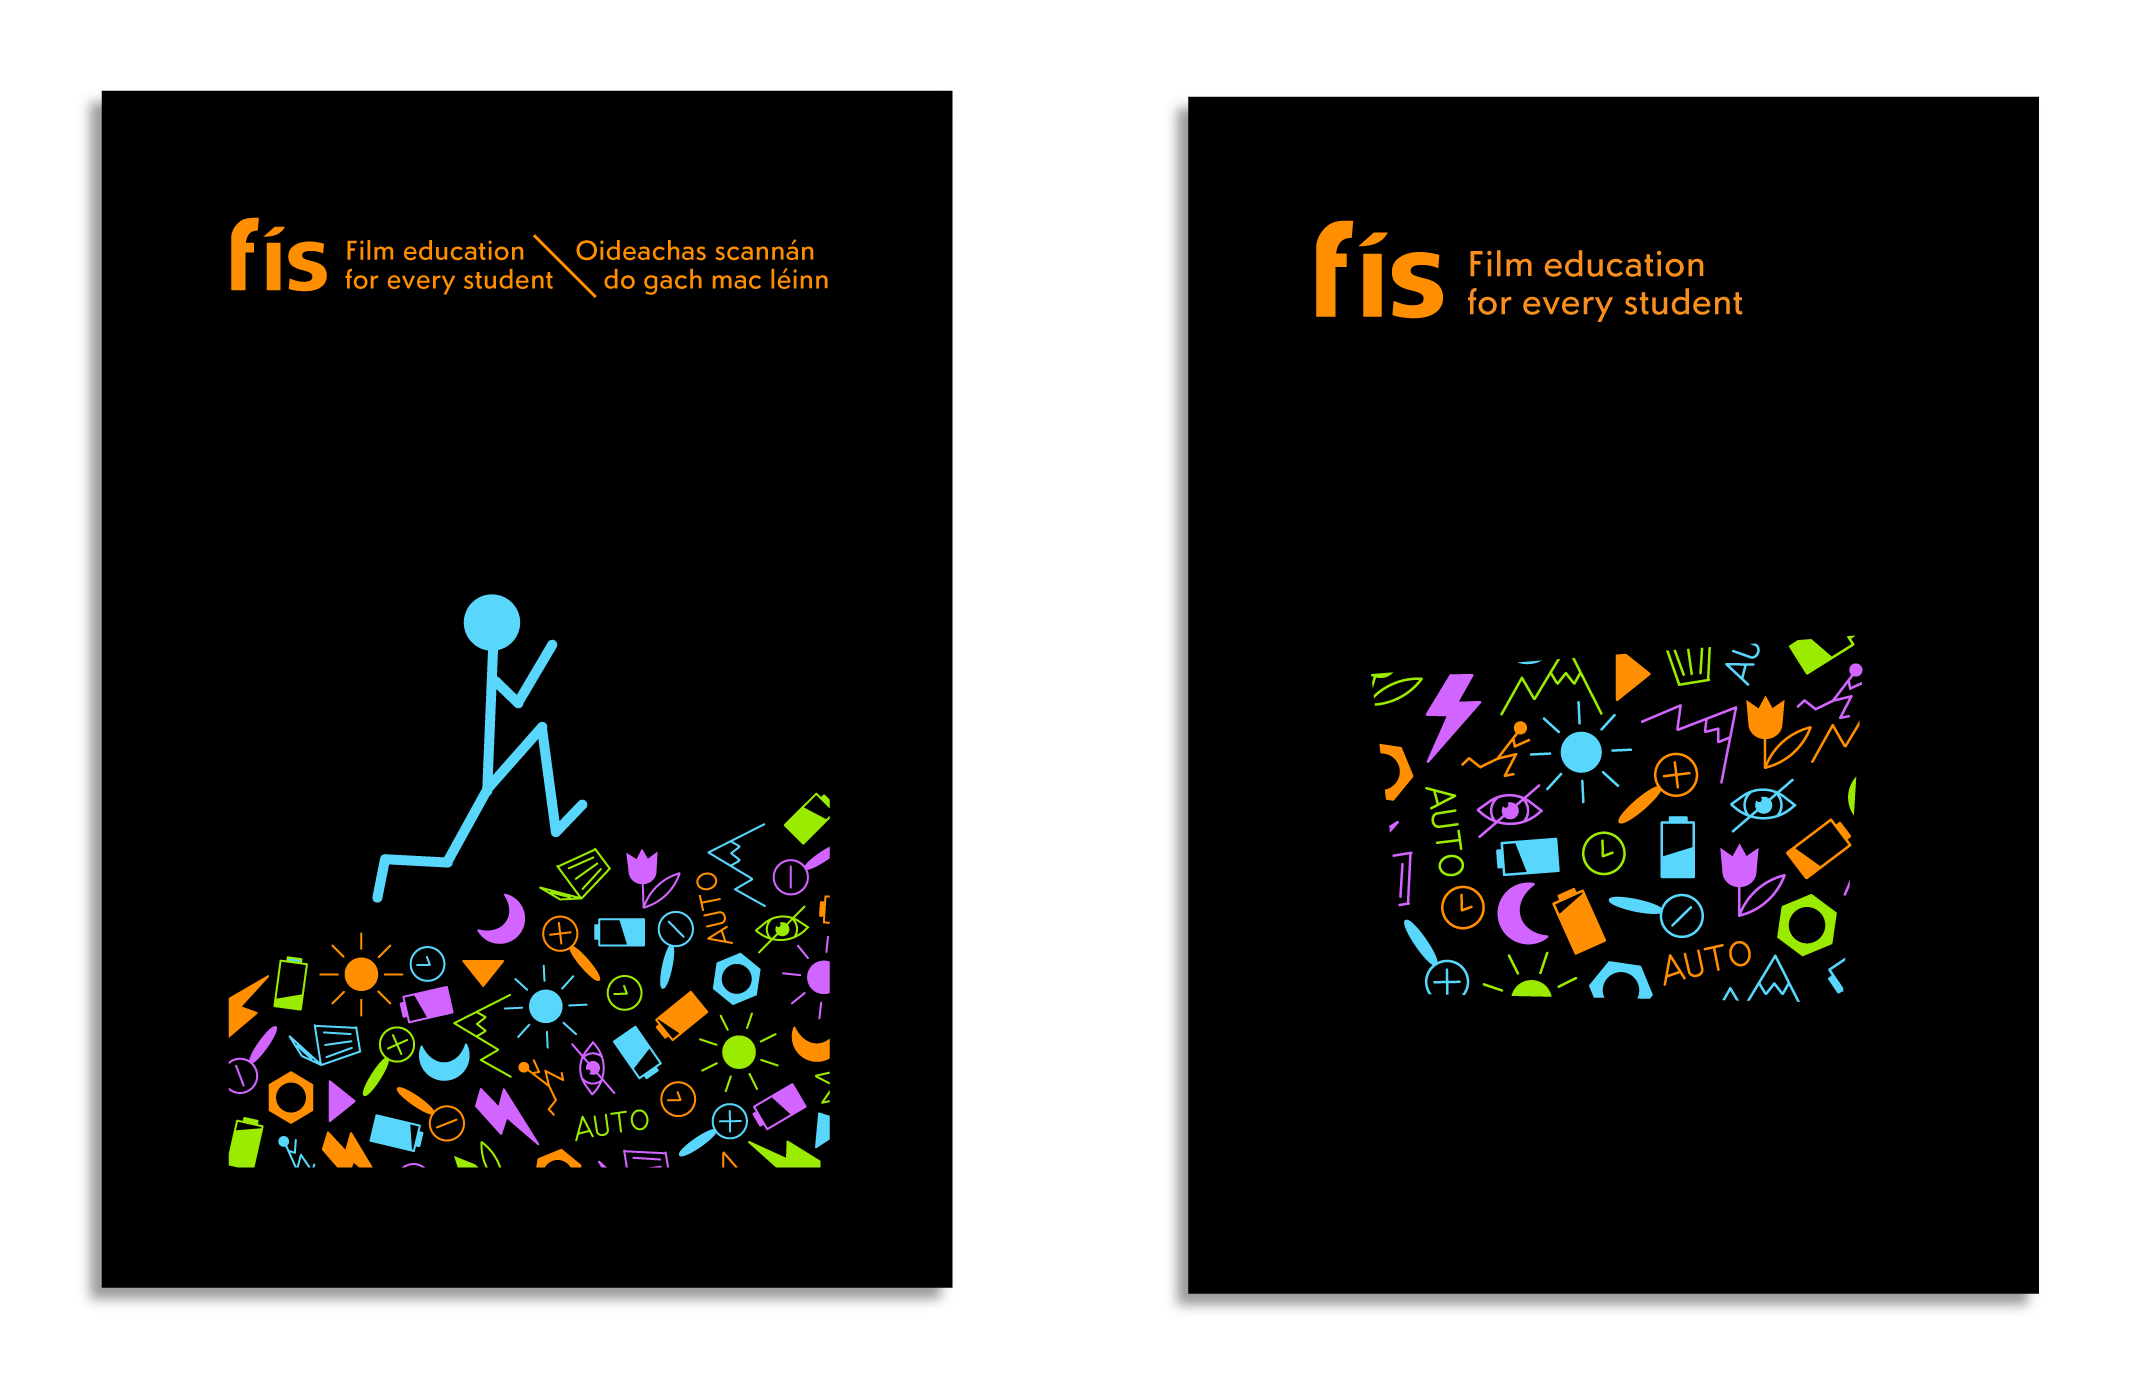 fís
Film education
for every student
Oideachas scannán
do gach mac léinn
AUTO
AUTO
fís
Film education
for every student
AU
AUTO
AUTO